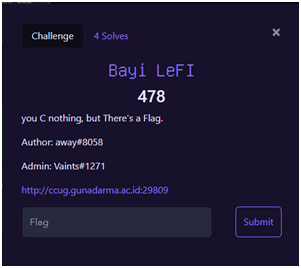 Challenge 4 Solves ×
Bayi LeFI
478
you C nothing, but There's a Flag.
Author: away#8058
Admin: Vaints#1271
http://ccug.gunadarma.ac.id:29809
Flag Submit